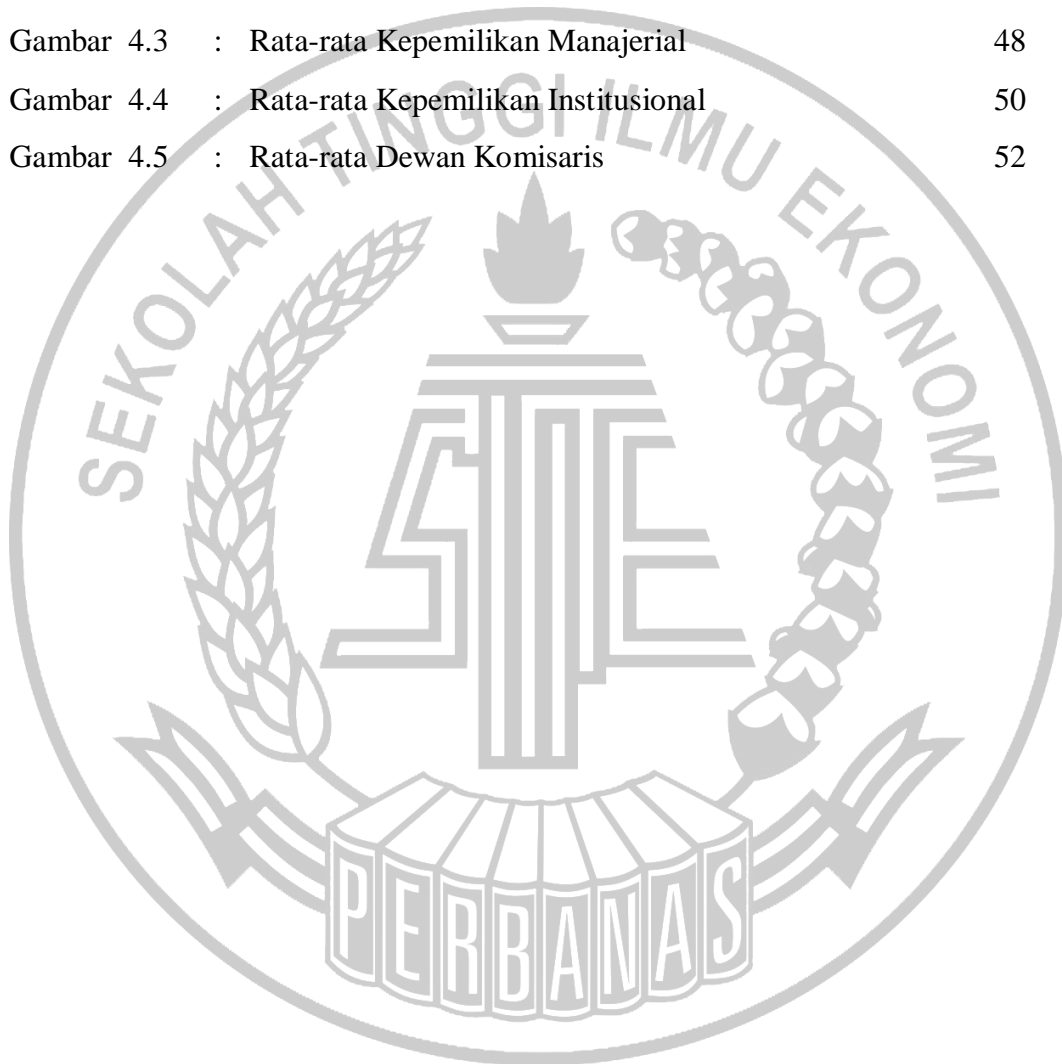 Gambar 4.3 : Rata-rata Kepemilikan Manajerial 48
Gambar 4.4 : Rata-rata Kepemilikan Institusional 50
Gambar 4.5 : Rata-rata Dewan Komisaris 52
SEKOLAH TINGGI ILMU EKONOMI
STIE
PERBANAS